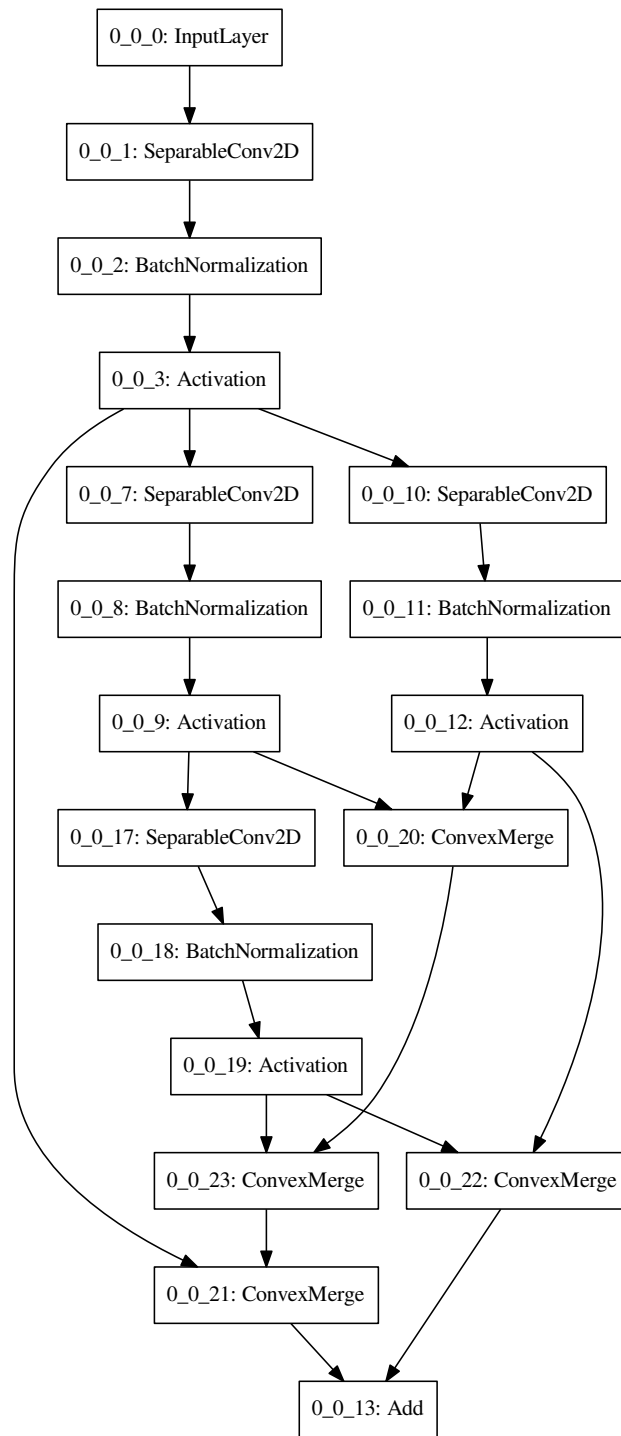 0_0_0: InputLayer
0_0_1: SeparableConv2D
0_0_2: BatchNormalization
0_0_3: Activation
0_0_7: SeparableConv2D
0_0_10: SeparableConv2D
0_0_8: BatchNormalization
0_0_11: BatchNormalization
0_0_9: Activation
0_0_12: Activation
0_0_17: SeparableConv2D
0_0_20: ConvexMerge
0_0_18: BatchNormalization
0_0_19: Activation
0_0_23: ConvexMerge
0_0_22: ConvexMerge
0_0_21: ConvexMerge
0_0_13: Add